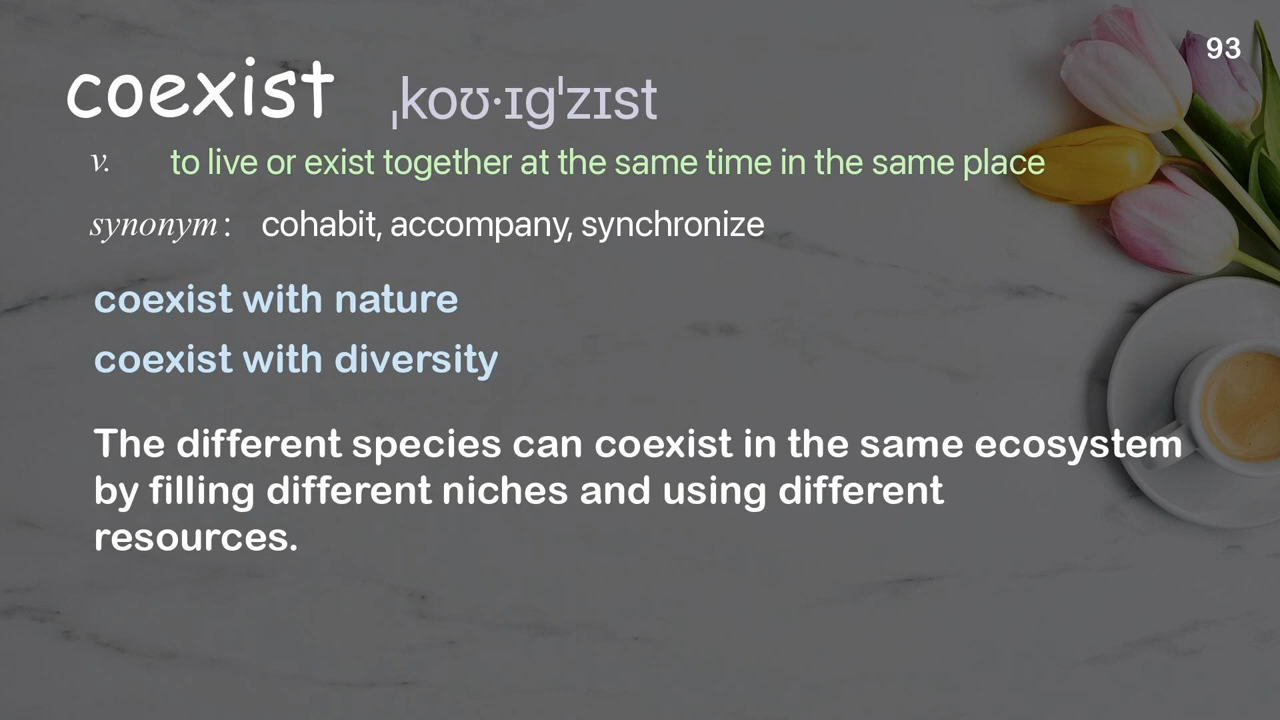 93
coexist ˌkoʊ·ɪgˈzɪst
v. to live or exist together at the same time in the same place
synonym : cohabit, accompany, synchronize
coexist with nature
coexist with diversity
The different species can coexist in the same ecosystem
by filling different niches and using different
resources.